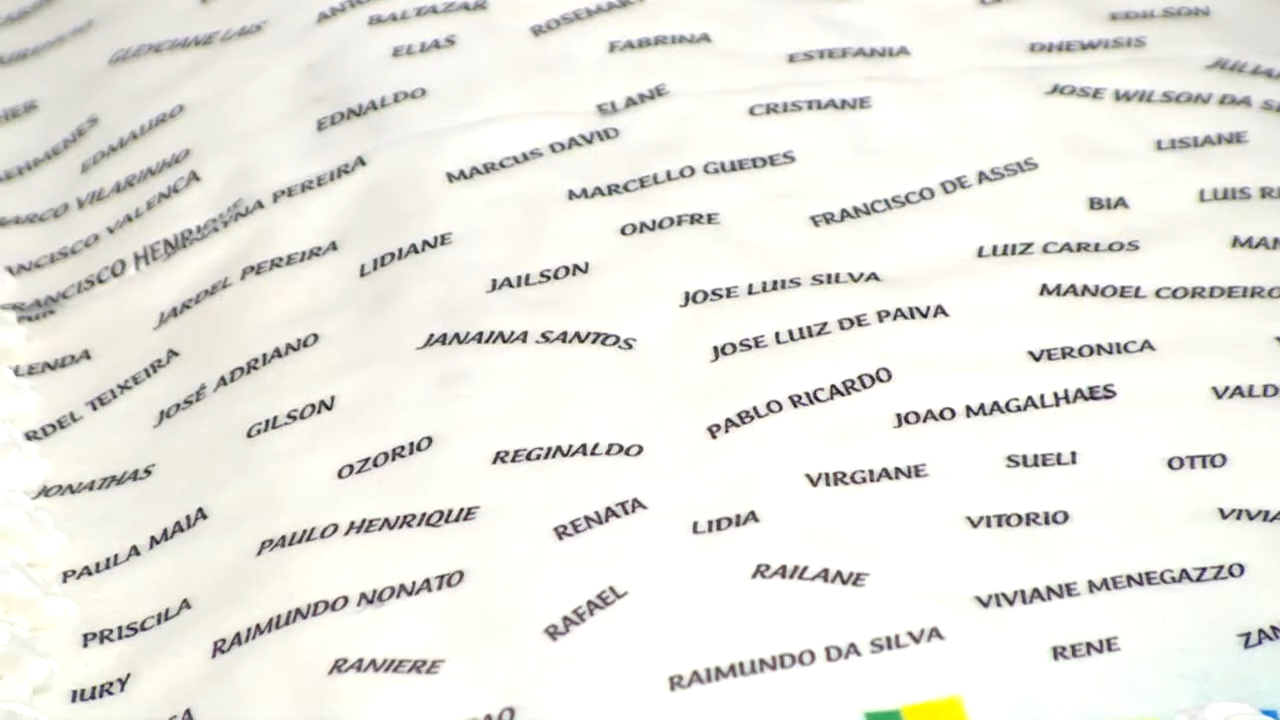 BALTAZAR
EDILSON
GLEYCIANE LAIS
ELIAS
FABRINA
ESTEFANIA
DHEWISIS
EDNALDO
ELANE
CRISTIANE
JOSE WILSON DA
EDMAURO
MARCUS DAVID
LISIANE
VILARINHO
MARCELLO GUEDES
FRANCISCO DE ASSIS
BIA
LUIS
VALENCA
PEREIRA
ONOFRE
LUIZ CARLOS
FRANCISCO HENRIQUE
JARDEL PEREIRA
LIDIANE
JAILSON
JOSE LUIS SILVA
MANOEL CORDEIRO
JOSÉ ADRIANO
JANAINA SANTOS
JOSE LUIZ DE PAIVA
VERONICA
TEIXEIRA
GILSON
PABLO RICARDO
JOAO MAGALHAES
OZORIO
REGINALDO
VIRGIANE
SUELI
OTTO
JONATHAS
PAULA MAIA
PAULO HENRIQUE
RENATA
LIDIA
VITORIO
PRISCILA
RAIMUNDO NONATO
RAFAEL
RAILANE
VIVIANE MENEGAZZO
IURY
RANIERE
RAIMUNDO DA SILVA
RENE